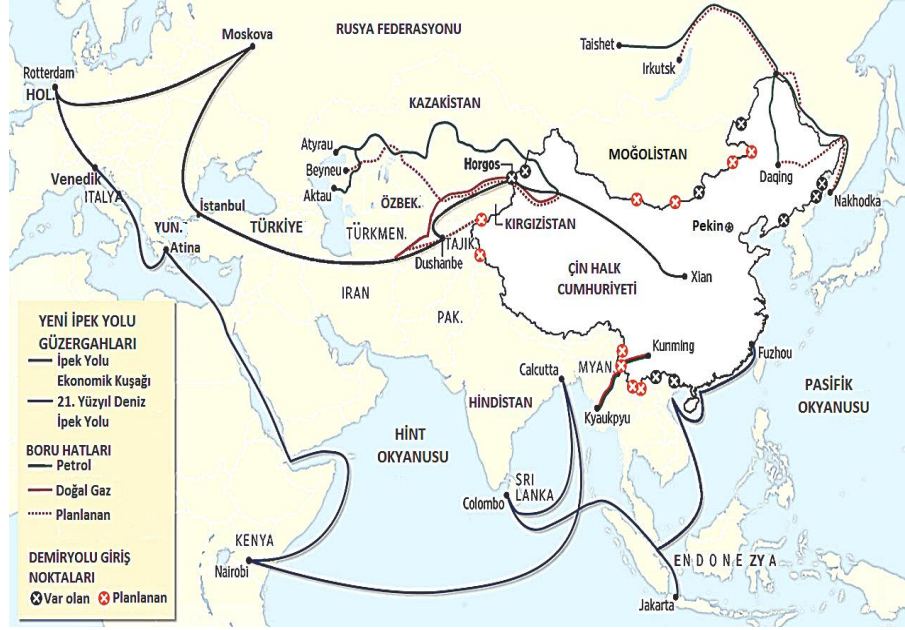 Moskova
RUSYA FEDERASYONU
Taishet
Irkutsk
Rotterdam
HOL.
KAZAKİSTAN
Atyrau
Beyneu
Aktau
Horgos
MOĞOLİSTAN
Daqing
Nakhodka
Venedik
İTALYA
İstanbul
YUN.
Atina
TÜRKİYE
ÖZBEK.
TÜRKMEN.
KIRGIZİSTAN
TAJİK
Dushanbe
Pekin
Xian
IRAN
PAK.
ÇİN HALK
CUMHURİYETİ
Kunming
Fuzhou
MYAN
Calcutta
Kyaukpyu
HİNDİSTAN
PASİFİK
OKYANUSU
HİNT
OKYANUSU
SRI
LANKA
Colombo
KENYA
Nairobi
ENDONEZYA
Jakarta
YENİ İPEK YOLU
GÜZERGAHLARI
İpek Yolu
Ekonomik Kuşağı
21. Yüzyıl Deniz
İpek Yolu
BORU HATLARI
Petrol
Doğal Gaz
Planlanan
DEMİRYOLU GİRİŞ
NOKTALARI
Var olan
Planlanan